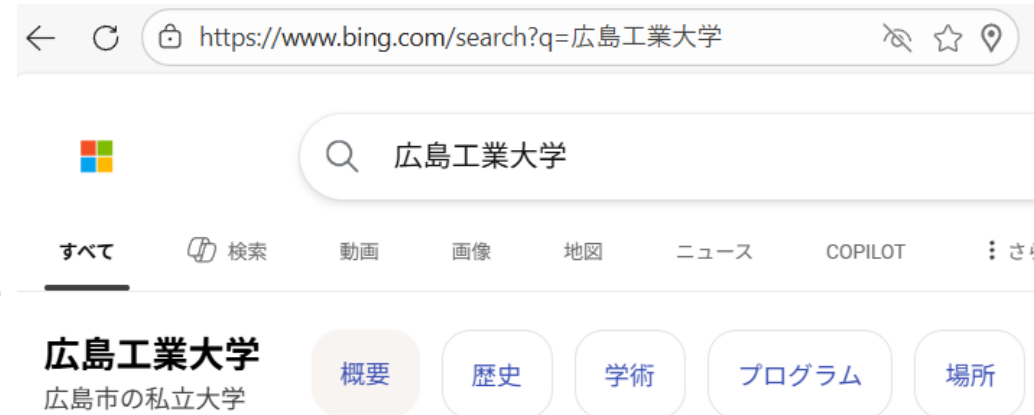 https://www.bing.com/search?q=広島工業大学
広島工業大学
すべて 検索 動画 画像 地図 ニュース COPILOT さら
広島工業大学 概要 歴史 学術 プログラム 場所
広島市の私立大学